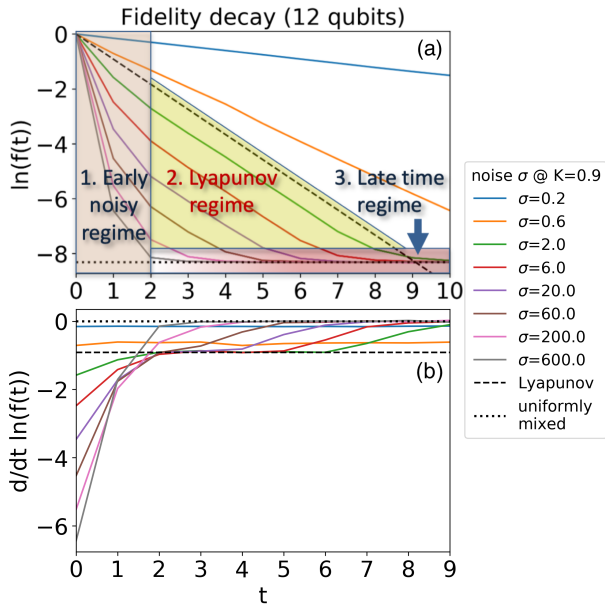 Fidelity decay (12 qubits)
(a)
ln(f(t))
0
−2
−4
−6
−8
1. Early
noisy
regime
2. Lyapunov
regime
3. Late time
regime
0 1 2 3 4 5 6 7 8 9 10
(b)
d/dt ln(f(t))
0
−2
−4
−6
0 1 2 3 4 5 6 7 8 9
t
noise σ @ K=0.9
σ=0.2
σ=0.6
σ=2.0
σ=6.0
σ=20.0
σ=60.0
σ=200.0
σ=600.0
Lyapunov
uniformly
mixed